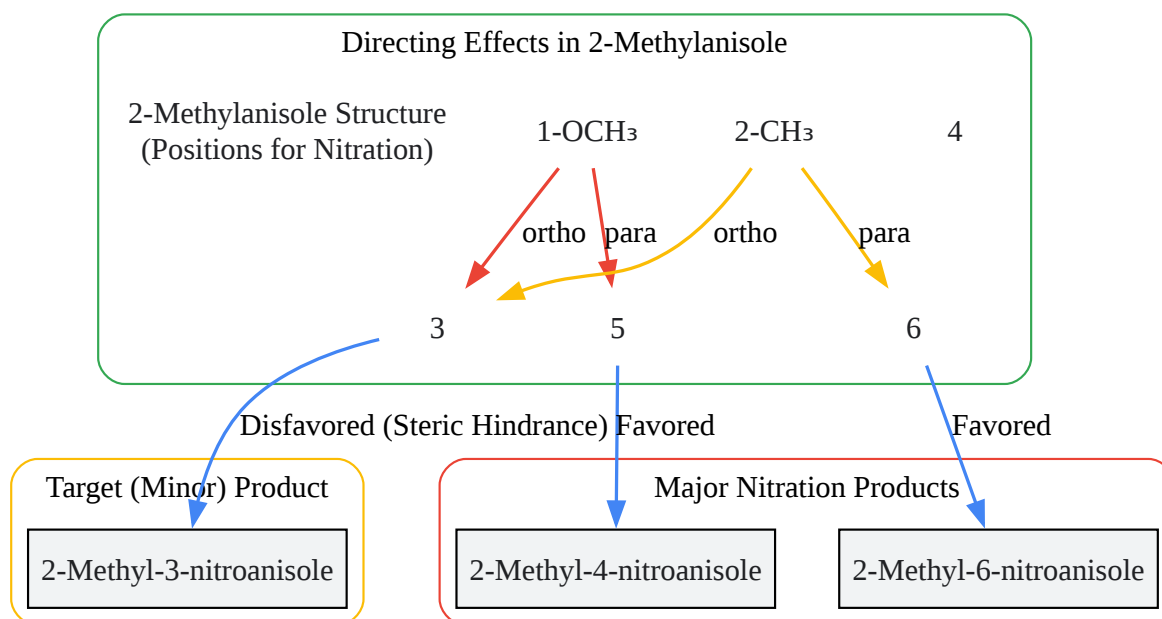 Directing Effects in 2-Methylanisole
2-Methylanisole Structure
(Positions for Nitration)
1-OCH₃
2-CH₃
4
ortho
para
ortho
para
3
5
6
Disfavored (Steric Hindrance)
Favored
Favored
Target (Minor) Product
Major Nitration Products
2-Methyl-3-nitroanisole
2-Methyl-4-nitroanisole
2-Methyl-6-nitroanisole